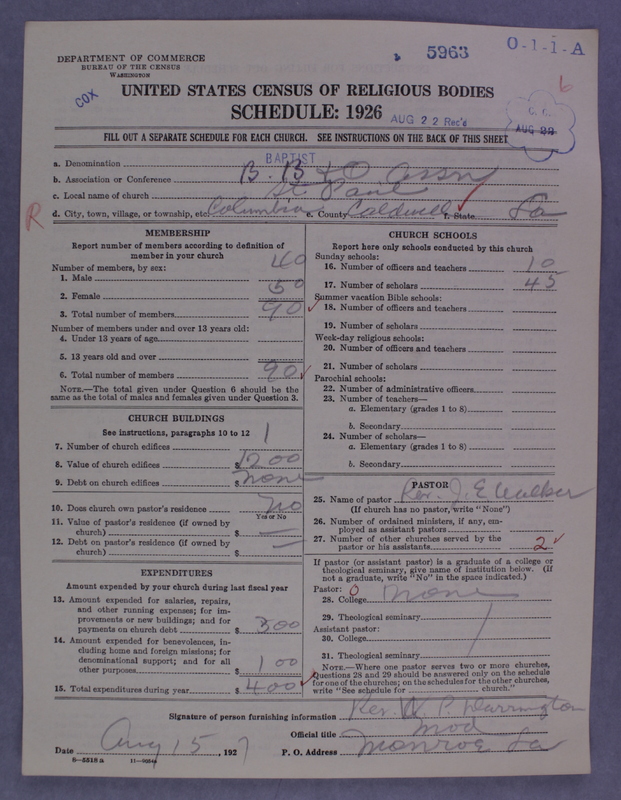 5963
O-1-1-A
DEPARTMENT OF COMMERCE
BUREAU OF THE CENSUS
WASHINGTON
COX
6
UNITED STATES CENSUS OF RELIGIOUS BODIES
SCHEDULE: 1926
AUG 22 Rec'd
C. C.
AUG 22
FILL OUT A SEPARATE SCHEDULE FOR EACH CHURCH. SEE INSTRUCTIONS ON THE BACK OF THIS SHEET
a. Denomination BAPTIST
b. Association or Conference B. B & O Assn
c. Local name of church St. Paul
R
d. City, town, village, or township, etc. Columbia e. County Caldwell f. State La
MEMBERSHIP
Report number of members according to definition of
member in your church
Number of members, by sex:
1. Male 40
2. Female 50
3. Total number of members 90
Number of members under and over 13 years old:
4. Under 13 years of age
5. 13 years old and over
6. Total number of members 90
NOTE.—The total given under Question 6 should be the
same as the total of males and females given under Question 3.
CHURCH BUILDINGS
See instructions, paragraphs 10 to 12
7. Number of church edifices 1
8. Value of church edifices $1200
9. Debt on church edifices $none
10. Does church own pastor's residence no
Yes or No
11. Value of pastor's residence (if owned by
church) $ —
12. Debt on pastor's residence (if owned by
church) $ —
EXPENDITURES
Amount expended by your church during last fiscal year
13. Amount expended for salaries, repairs,
and other running expenses; for im-
provements or new buildings; and for
payments on church debt $ 300
14. Amount expended for benevolences, in-
cluding home and foreign missions; for
denominational support; and for all
other purposes $ 100
15. Total expenditures during year $ 400
CHURCH SCHOOLS
Report here only schools conducted by this church
Sunday schools:
16. Number of officers and teachers 10
17. Number of scholars 45
Summer vacation Bible schools:
18. Number of officers and teachers
19. Number of scholars
Week-day religious schools:
20. Number of officers and teachers
21. Number of scholars
Parochial schools:
22. Number of administrative officers
23. Number of teachers—
a. Elementary (grades 1 to 8)
b. Secondary
24. Number of scholars—
a. Elementary (grades 1 to 8)
b. Secondary
PASTOR
25. Name of pastor Rev. J. E Walker
(If church has no pastor, write "None")
26. Number of ordained ministers, if any, em-
ployed as assistant pastors
27. Number of other churches served by the
pastor or his assistants 2
If pastor (or assistant pastor) is a graduate of a college or
theological seminary, give name of institution below. (If
not a graduate, write "No" in the space indicated.)
Pastor: 0
28. College none
29. Theological seminary
Assistant pastor:
30. College
31. Theological seminary
NOTE.—Where one pastor serves two or more churches,
Questions 28 and 29 should be answered only on the schedule
for one of the churches; on the schedules for the other churches,
write "See schedule for church."
Signature of person furnishing information Rev. W. P. Darrington
Official title Mod
Date Aug 15, 1927 P. O. Address Monroe La
8—5518 a